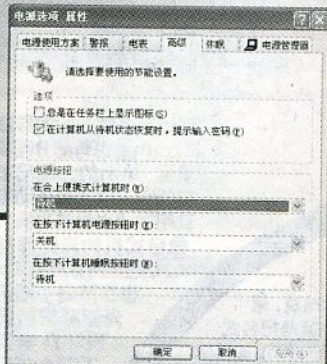 电源选项 属性
电源使用方案 警报 电表 高级 休眠 电源管理器
请选择要使用的节能设置。
选项
总是在任务栏上显示图标(S)
在计算机从待机状态恢复时，提示输入密码(P)
电源按钮
在合上便携式计算机时(N)
待机
在按下计算机电源按钮时(E):
关机
在按下计算机睡眠按钮时(R):
待机
确定 取消 应用(A)